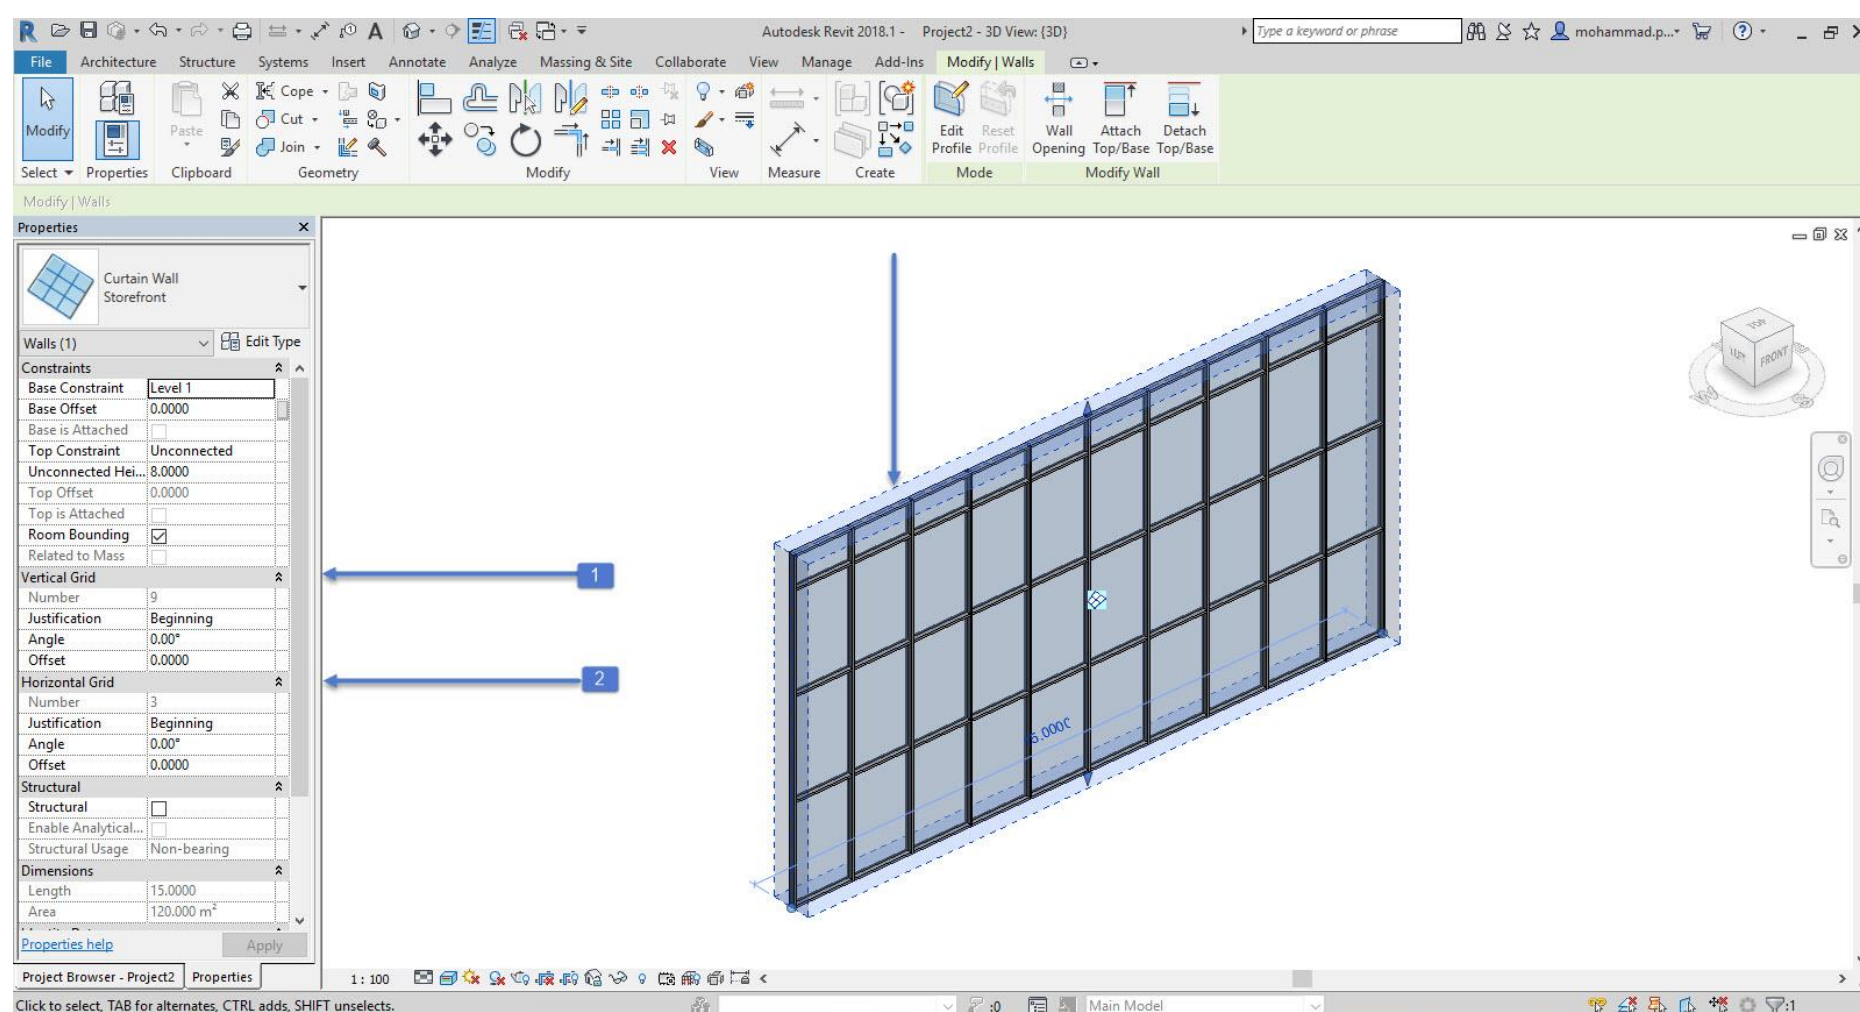 Autodesk Revit 2018.1 - Project2 - 3D View: {3D}
Type a keyword or phrase
mohammad.p...
File Architecture Structure Systems Insert Annotate Analyze Massing & Site Collaborate View Manage Add-Ins Modify | Walls
Cope
Cut
Join
Modify
Paste
Edit Profile
Reset Profile
Wall Opening
Attach Top/Base
Detach Top/Base
Select Properties Clipboard Geometry Modify View Measure Create Mode Modify Wall
Modify | Walls
Properties
Curtain Wall
Storefront
Walls (1) Edit Type
Constraints
Base Constraint Level 1
Base Offset 0.0000
Base is Attached
Top Constraint Unconnected
Unconnected Hei... 8.0000
Top Offset 0.0000
Top is Attached
Room Bounding
Related to Mass
Vertical Grid
Number 9
Justification Beginning
Angle 0.00°
Offset 0.0000
Horizontal Grid
Number 3
Justification Beginning
Angle 0.00°
Offset 0.0000
Structural
Structural
Enable Analytical...
Structural Usage Non-bearing
Dimensions
Length 15.0000
Area 120.000 m²
Properties help Apply
Project Browser - Project2 Properties
1
2
TOP
FRONT
1 : 100
Click to select, TAB for alternates, CTRL adds, SHIFT unselects.
:0
Main Model
:1